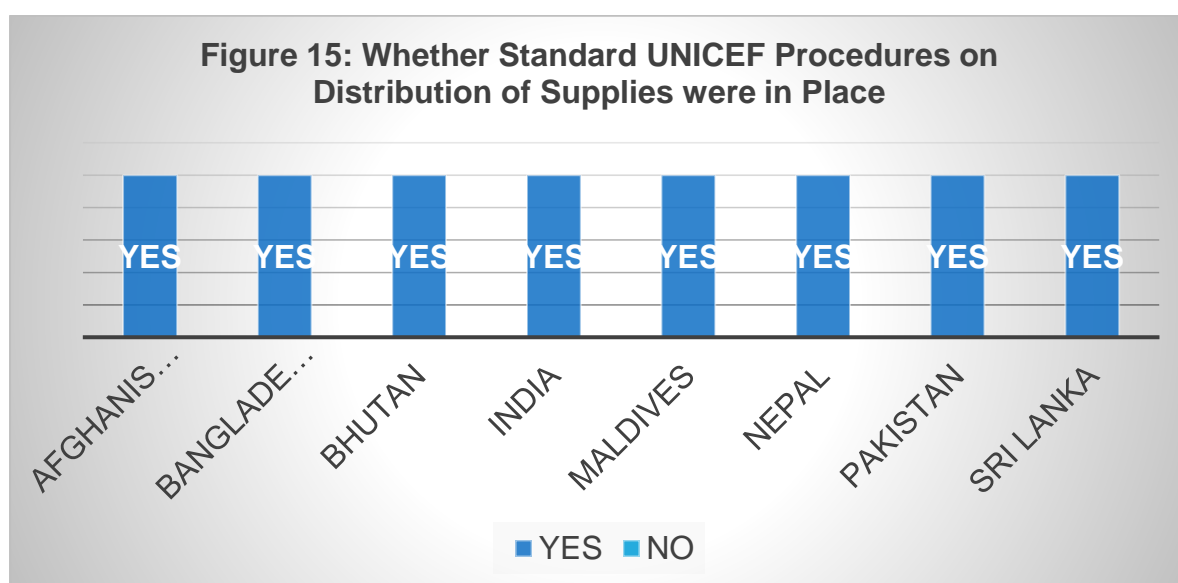 Figure 15: Whether Standard UNICEF Procedures on
Distribution of Supplies were in Place
YES YES YES YES YES YES YES YES
AFGHANIS... BANGLADE... BHUTAN INDIA MALDIVES NEPAL PAKISTAN SRI LANKA
YES NO